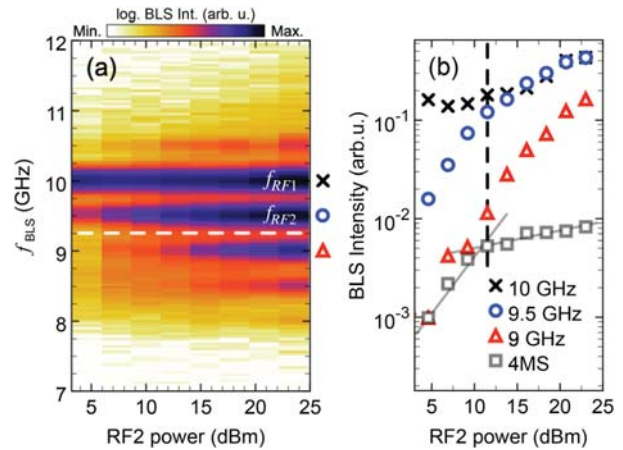 log. BLS Int. (arb. u.)
Min. Max.
(a)
12
11
10
9
8
7
f_BLS (GHz)
f_RF1
f_RF2
5 10 15 20 25
RF2 power (dBm)
(b)
10⁻¹
10⁻²
10⁻³
BLS Intensity (arb.u.)
10 GHz
9.5 GHz
9 GHz
4MS
5 10 15 20 25
RF2 power (dBm)